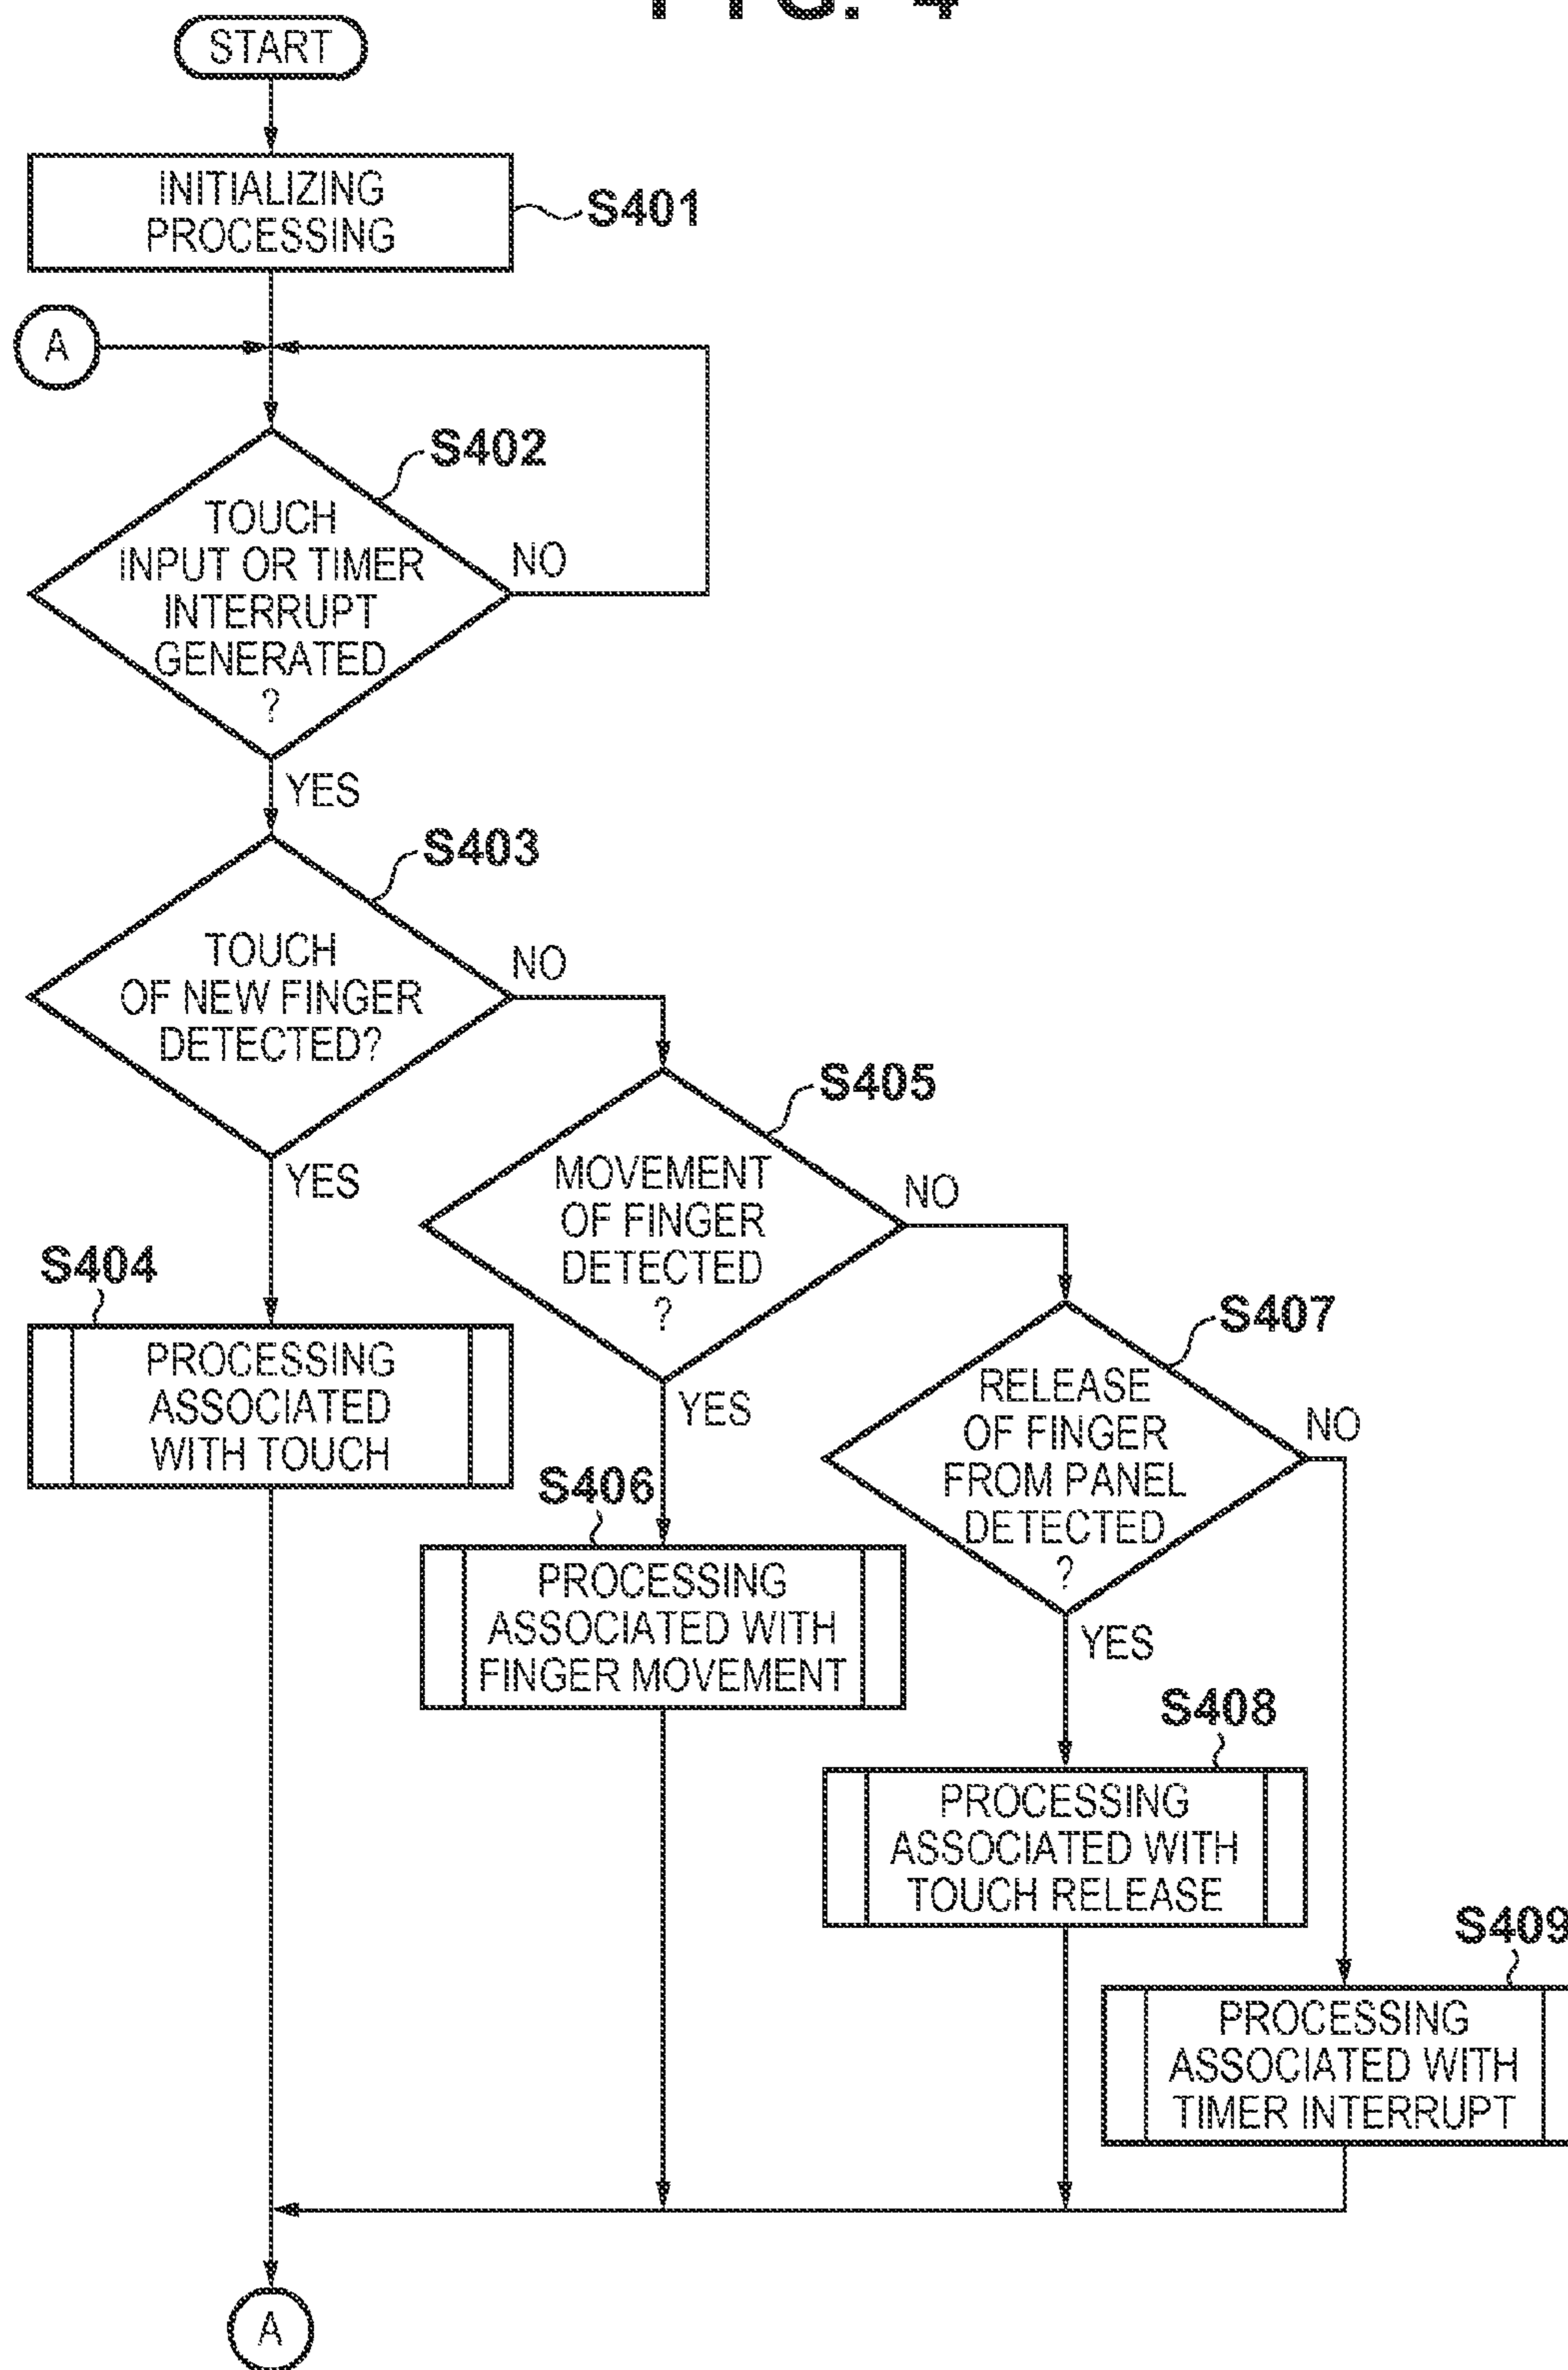 FIG. 4
START
INITIALIZING
PROCESSING
S401
A
S402
TOUCH
INPUT OR TIMER
INTERRUPT
GENERATED
?
NO
YES
S403
TOUCH
OF NEW FINGER
DETECTED?
NO
YES
S405
MOVEMENT
OF FINGER
DETECTED
?
NO
YES
S404
PROCESSING
ASSOCIATED
WITH TOUCH
S407
RELEASE
OF FINGER
FROM PANEL
DETECTED
?
NO
YES
S406
PROCESSING
ASSOCIATED WITH
FINGER MOVEMENT
S408
PROCESSING
ASSOCIATED WITH
TOUCH RELEASE
S409
PROCESSING
ASSOCIATED WITH
TIMER INTERRUPT
A